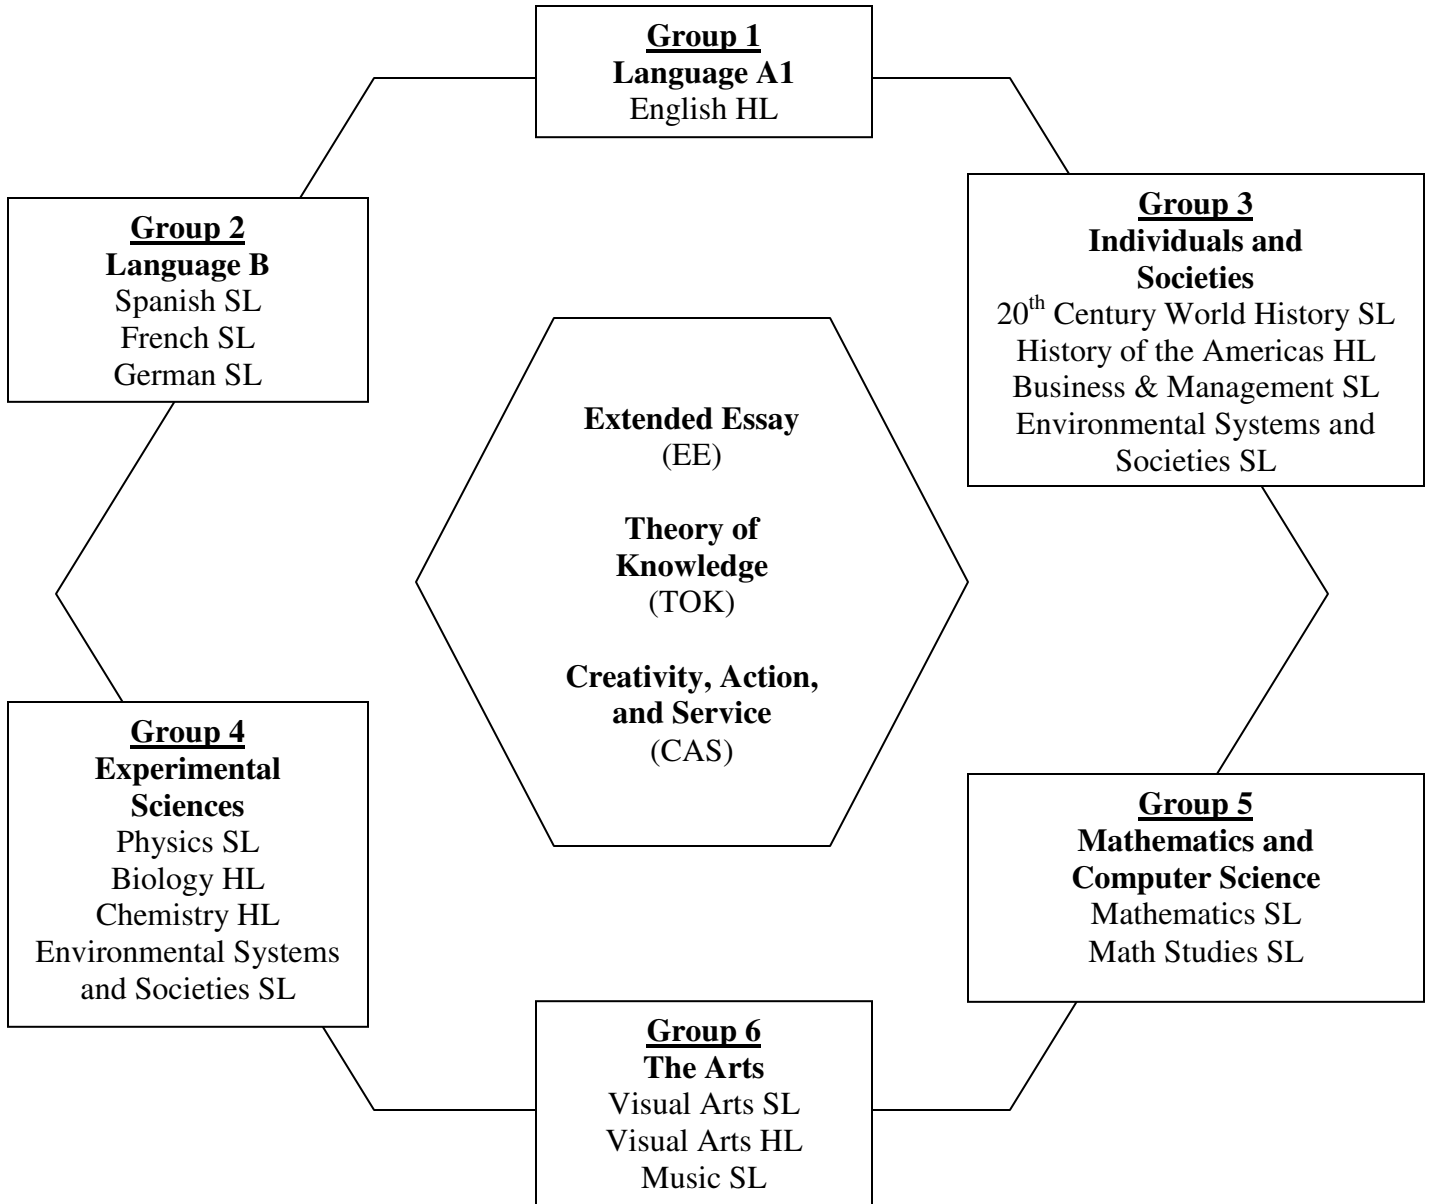 Group 1
Language A1
English HL
Group 2
Language B
Spanish SL
French SL
German SL
Group 3
Individuals and
Societies
20th Century World History SL
History of the Americas HL
Business & Management SL
Environmental Systems and
Societies SL
Extended Essay
(EE)
Theory of
Knowledge
(TOK)
Creativity, Action,
and Service
(CAS)
Group 4
Experimental
Sciences
Physics SL
Biology HL
Chemistry HL
Environmental Systems
and Societies SL
Group 5
Mathematics and
Computer Science
Mathematics SL
Math Studies SL
Group 6
The Arts
Visual Arts SL
Visual Arts HL
Music SL